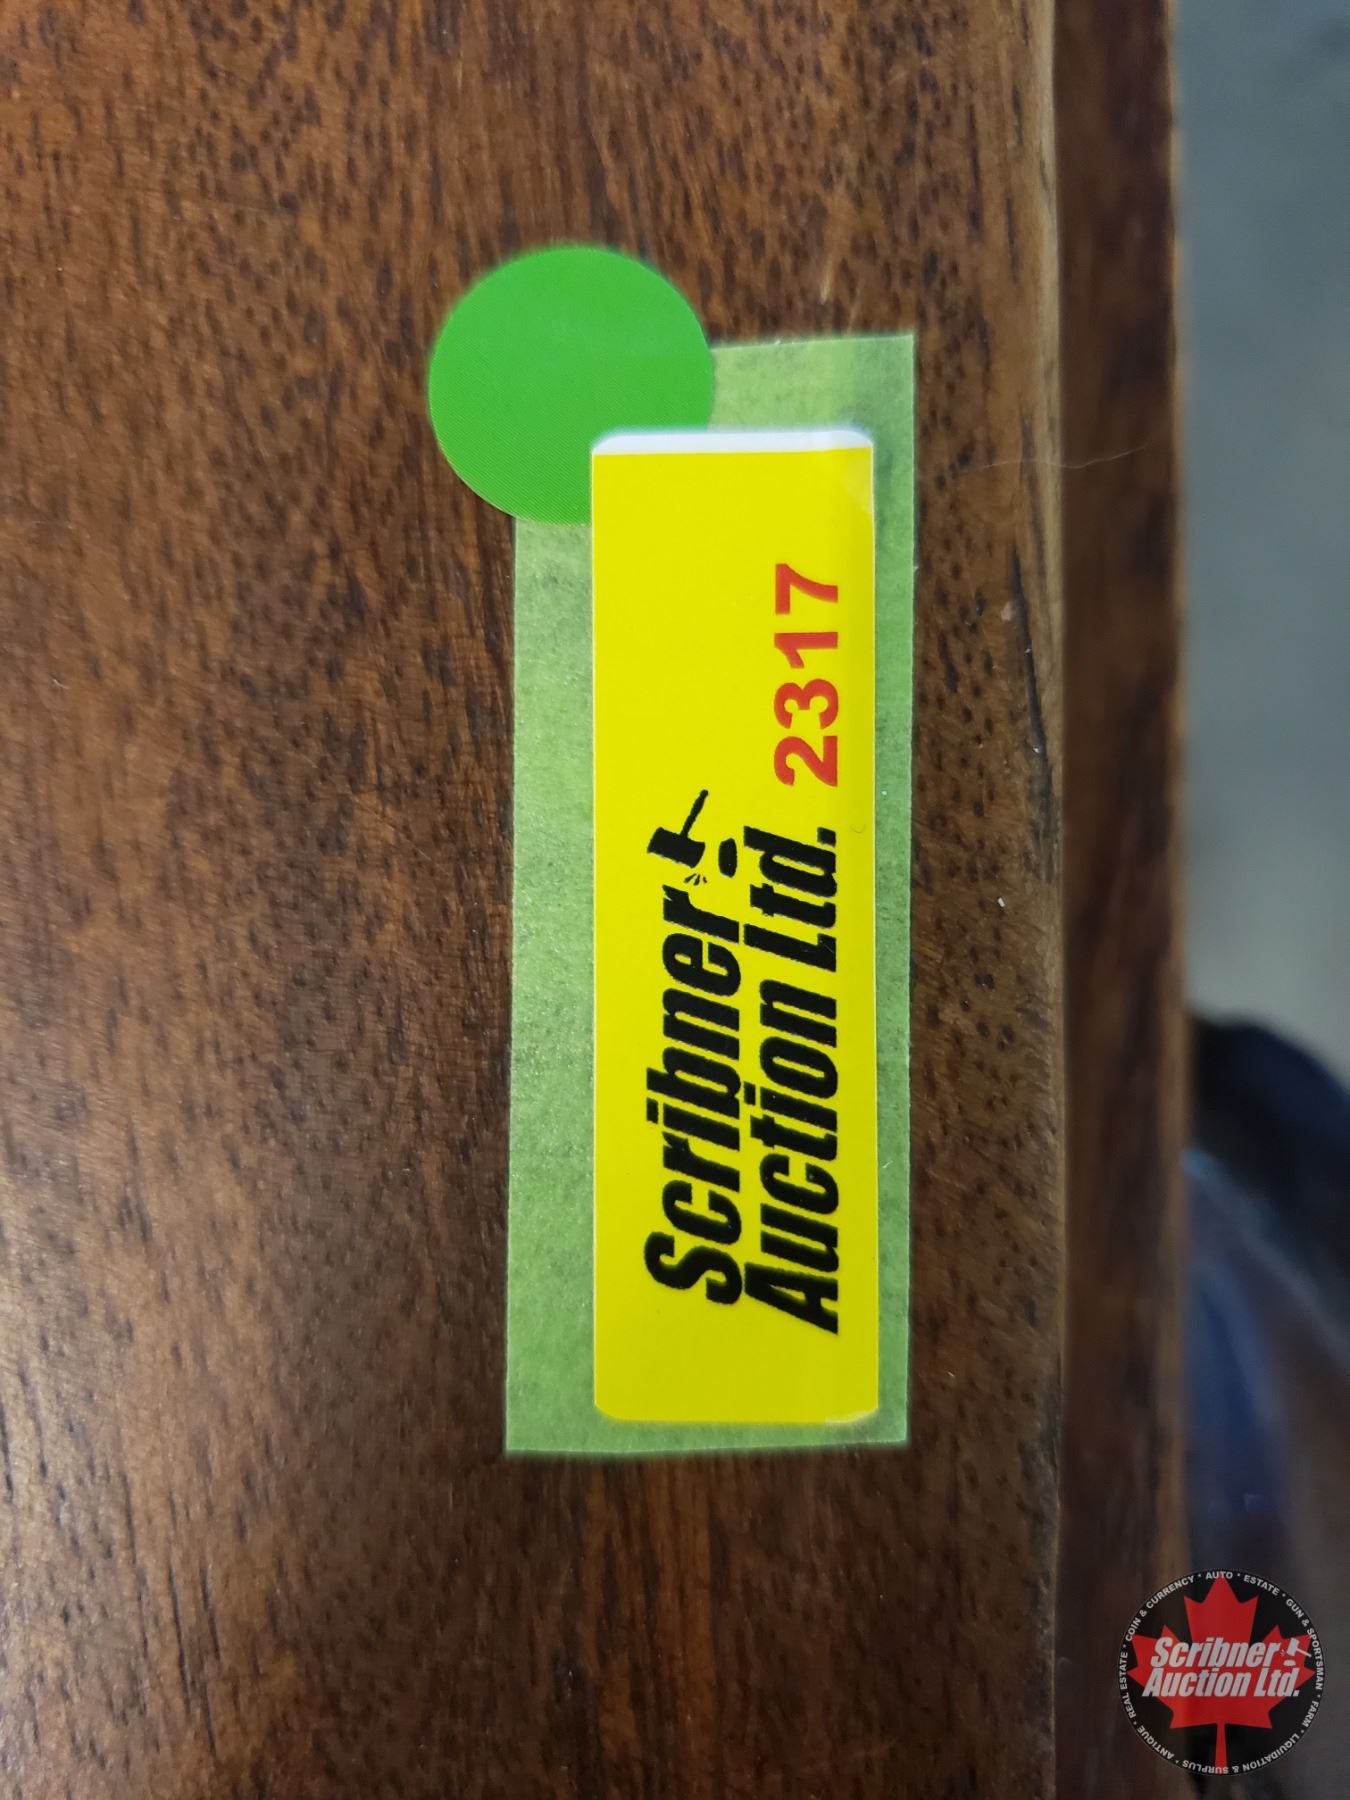 Scribner
Auction Ltd. 2317
COIN & CURRENCY • AUTO • ESTATE • GUN & SPORTSMAN • FARM • LIQUIDATION & SURPLUS • ANTIQUE • REAL ESTATE •
Scribner
Auction Ltd.